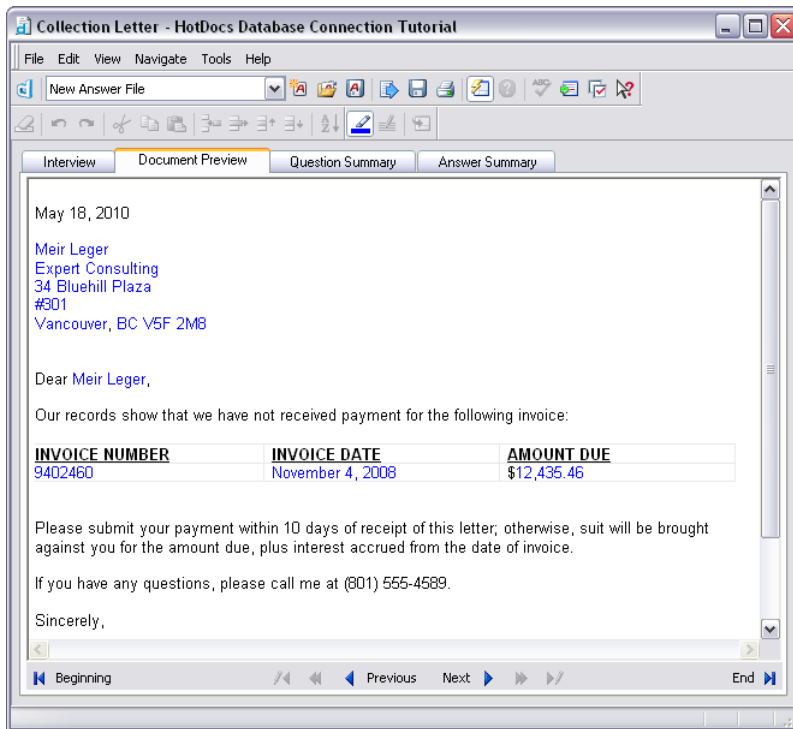 Collection Letter - HotDocs Database Connection Tutorial
File Edit View Navigate Tools Help
New Answer File
Interview Document Preview Question Summary Answer Summary
May 18, 2010
Meir Leger
Expert Consulting
34 Bluehill Plaza
#301
Vancouver, BC V5F 2M8
Dear Meir Leger,
Our records show that we have not received payment for the following invoice:
INVOICE NUMBER INVOICE DATE AMOUNT DUE
9402460 November 4, 2008 $12,435.46
Please submit your payment within 10 days of receipt of this letter; otherwise, suit will be brought
against you for the amount due, plus interest accrued from the date of invoice.
If you have any questions, please call me at (801) 555-4589.
Sincerely,
Beginning Previous Next End